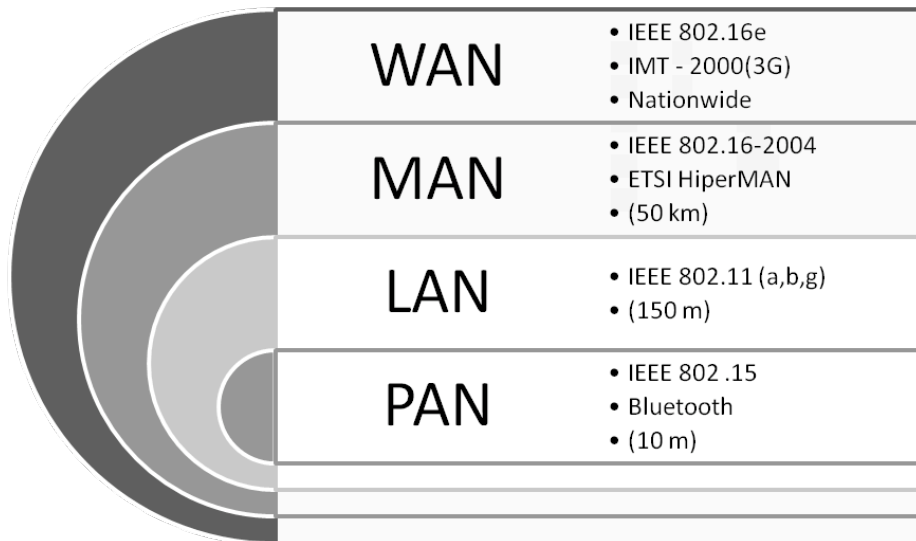 WAN
• IEEE 802.16e
• IMT - 2000(3G)
• Nationwide
MAN
• IEEE 802.16-2004
• ETSI HiperMAN
• (50 km)
LAN
• IEEE 802.11 (a,b,g)
• (150 m)
PAN
• IEEE 802 .15
• Bluetooth
• (10 m)